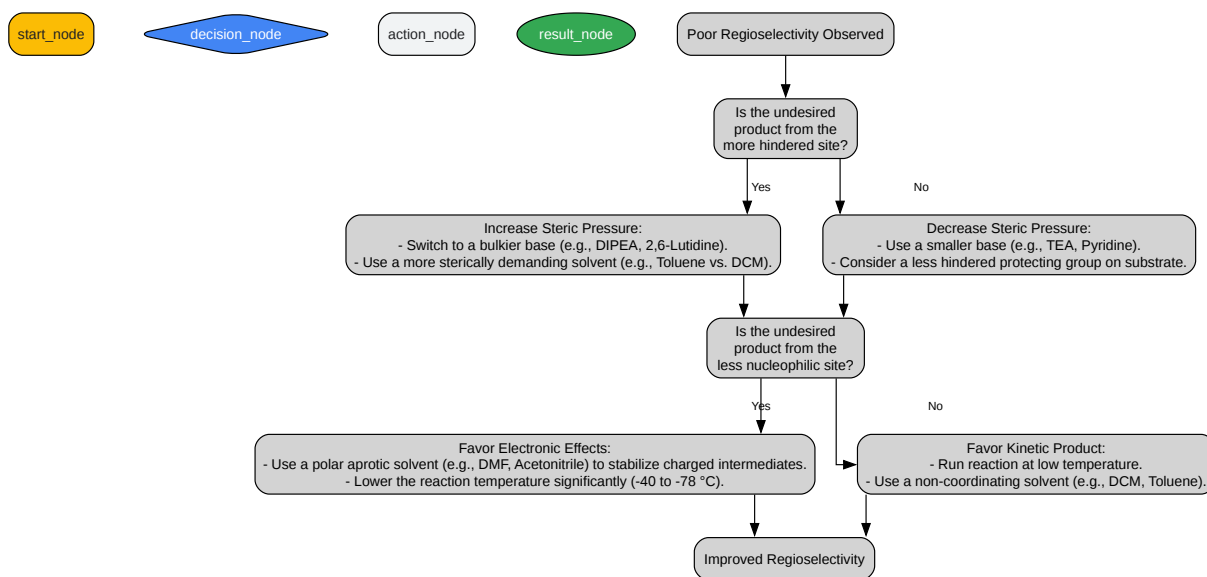 start_node
decision_node
action_node
result_node
Poor Regioselectivity Observed
Is the undesired
product from the
more hindered site?
Yes
No
Increase Steric Pressure:
- Switch to a bulkier base (e.g., DIPEA, 2,6-Lutidine).
- Use a more sterically demanding solvent (e.g., Toluene vs. DCM).
Decrease Steric Pressure:
- Use a smaller base (e.g., TEA, Pyridine).
- Consider a less hindered protecting group on substrate.
Is the undesired
product from the
less nucleophilic site?
Yes
No
Favor Electronic Effects:
- Use a polar aprotic solvent (e.g., DMF, Acetonitrile) to stabilize charged intermediates.
- Lower the reaction temperature significantly (-40 to -78 °C).
Favor Kinetic Product:
- Run reaction at low temperature.
- Use a non-coordinating solvent (e.g., DCM, Toluene).
Improved Regioselectivity